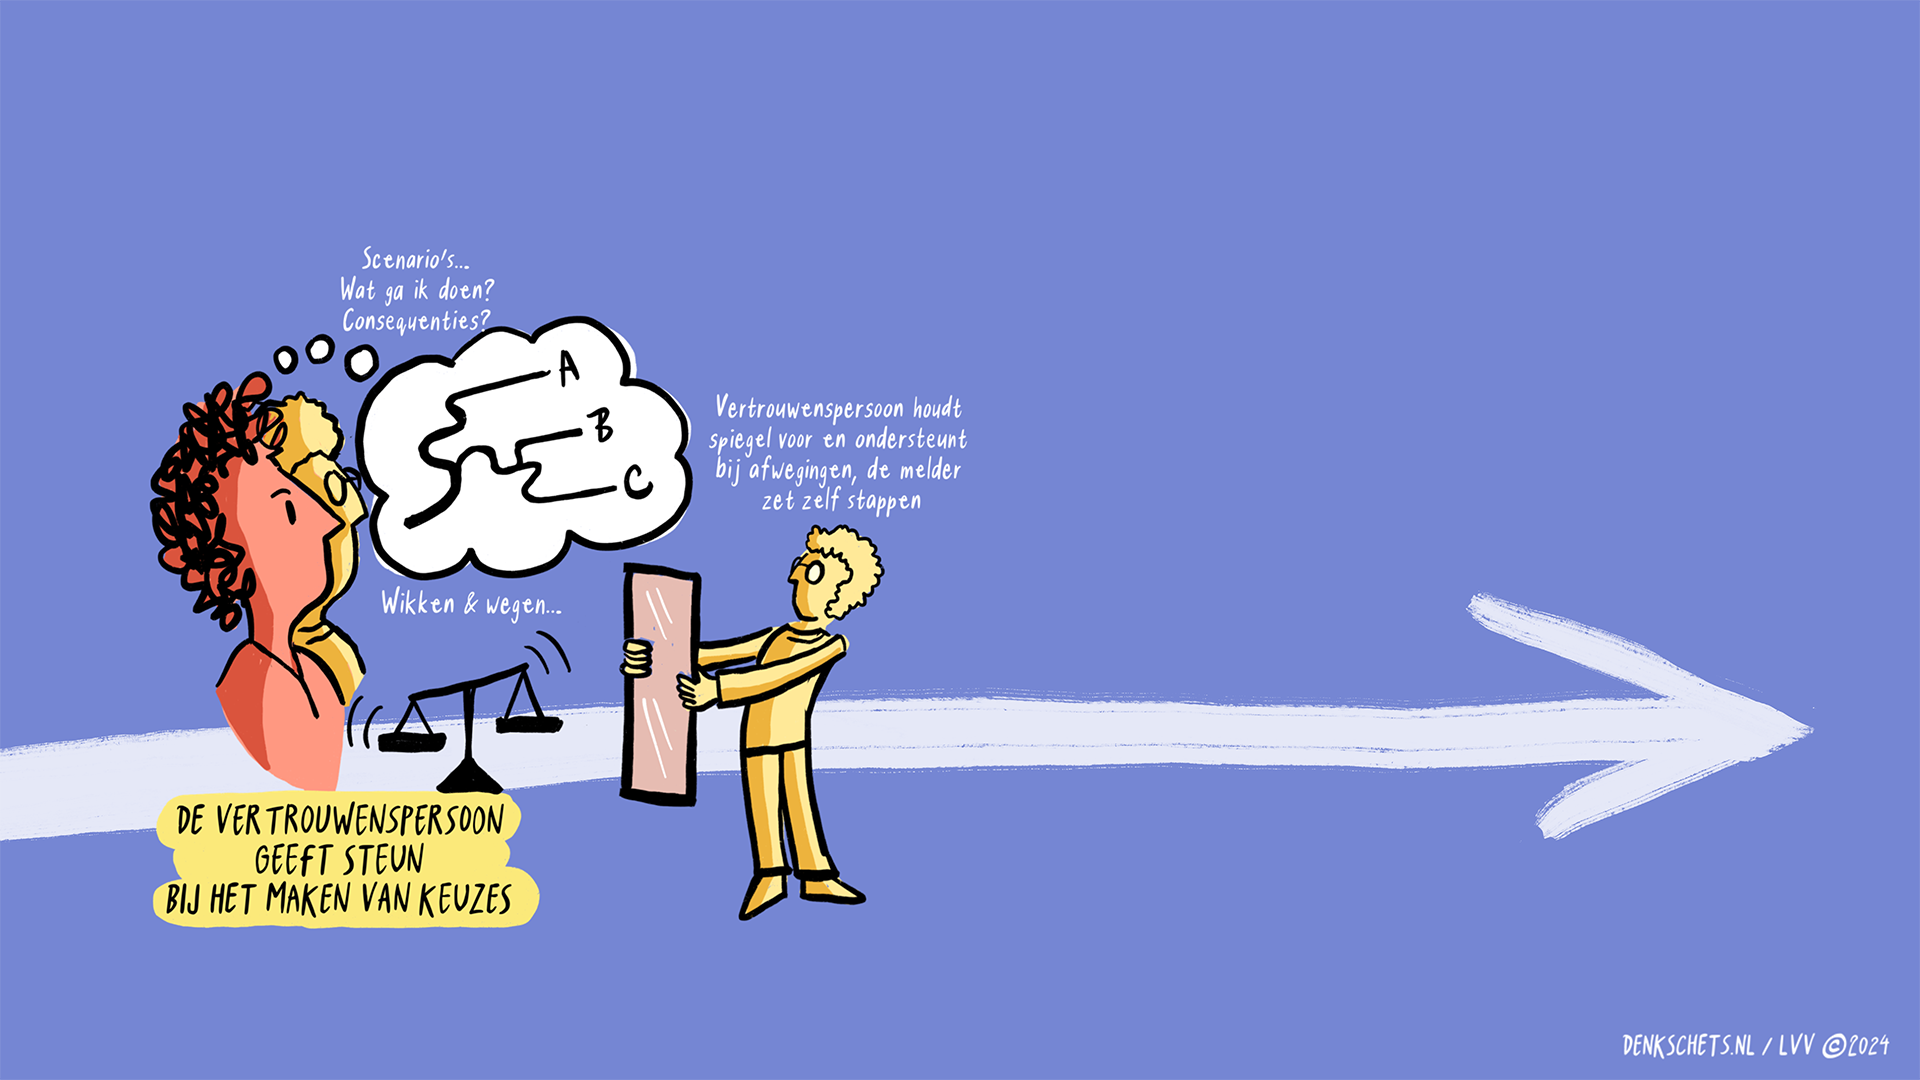 Scenario's...
Wat ga ik doen?
Consequenties?
A
B
C
Wikken & wegen...
Vertrouwenspersoon houdt
spiegel voor en ondersteunt
bij afwegingen, de melder
zet zelf stappen
DE VERTROUWENSPERSOON
GEEFT STEUN
BIJ HET MAKEN VAN KEUZES
DENKSCHETS.NL / LVV ©2024